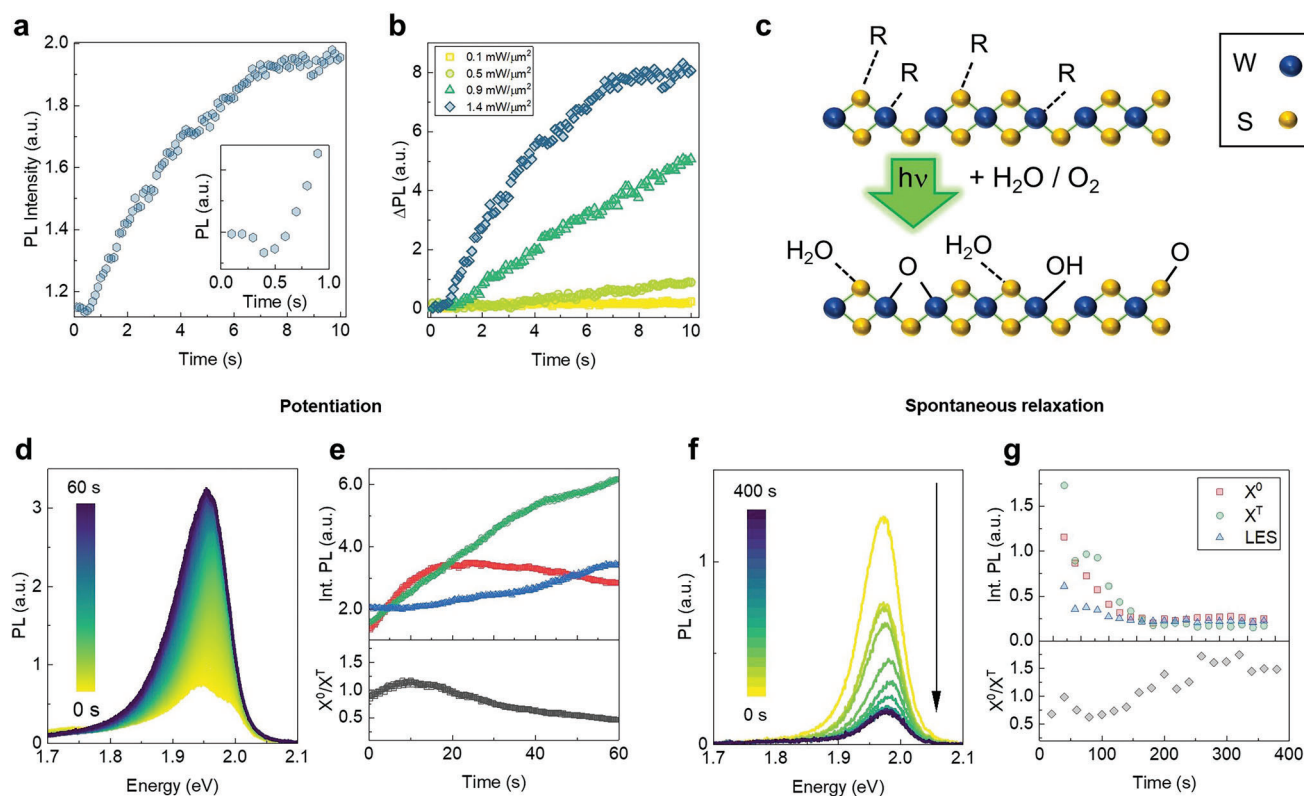 a
2.0
1.8
1.6
1.4
1.2
PL Intensity (a.u.)
0
2
4
6
8
10
Time (s)
PL (a.u.)
0.0
0.5
1.0
Time (s)
b
8
6
4
2
0
ΔPL (a.u.)
0.1 mW/μm²
0.5 mW/μm²
0.9 mW/μm²
1.4 mW/μm²
0
2
4
6
8
10
Time (s)
c
R
R
R
R
W
S
hν
+ H₂O / O₂
H₂O
O
H₂O
OH
O
Potentiation
Spontaneous relaxation
d
60 s
0 s
3
2
1
0
PL (a.u.)
1.7
1.8
1.9
2.0
2.1
Energy (eV)
e
6.0
4.0
2.0
Int. PL (a.u.)
1.5
1.0
0.5
X⁰/Xᵀ
0
20
40
60
Time (s)
f
400 s
0 s
1
0
PL (a.u.)
1.7
1.8
1.9
2.0
2.1
Energy (eV)
g
X⁰
Xᵀ
LES
1.5
1.0
0.5
0.0
Int. PL (a.u.)
1.5
1.0
0.5
X⁰/Xᵀ
0
100
200
300
400
Time (s)